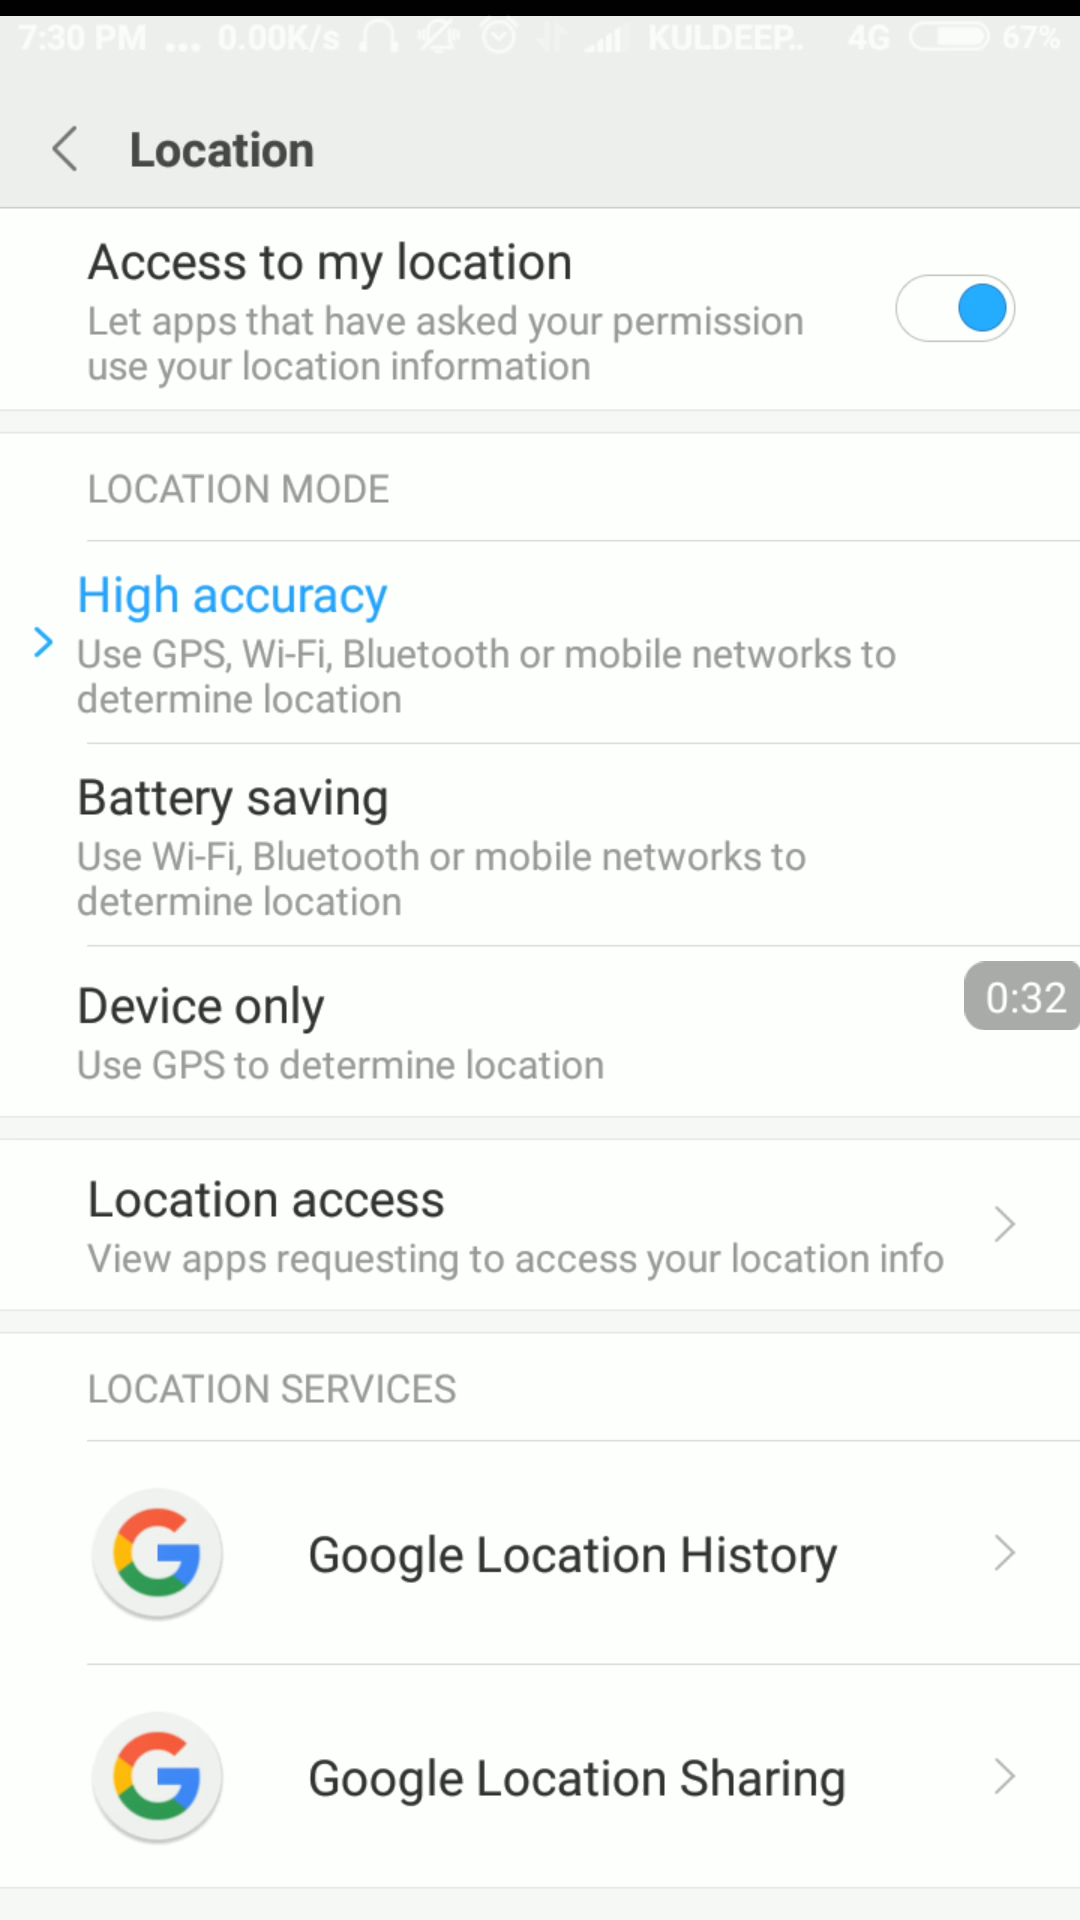 7:30 PM ... 0.00K/s KULDEEP.. 4G 67%
Location
Access to my location
Let apps that have asked your permission
use your location information
LOCATION MODE
High accuracy
Use GPS, Wi-Fi, Bluetooth or mobile networks to
determine location
Battery saving
Use Wi-Fi, Bluetooth or mobile networks to
determine location
0:32
Device only
Use GPS to determine location
Location access
View apps requesting to access your location info
LOCATION SERVICES
Google Location History
Google Location Sharing